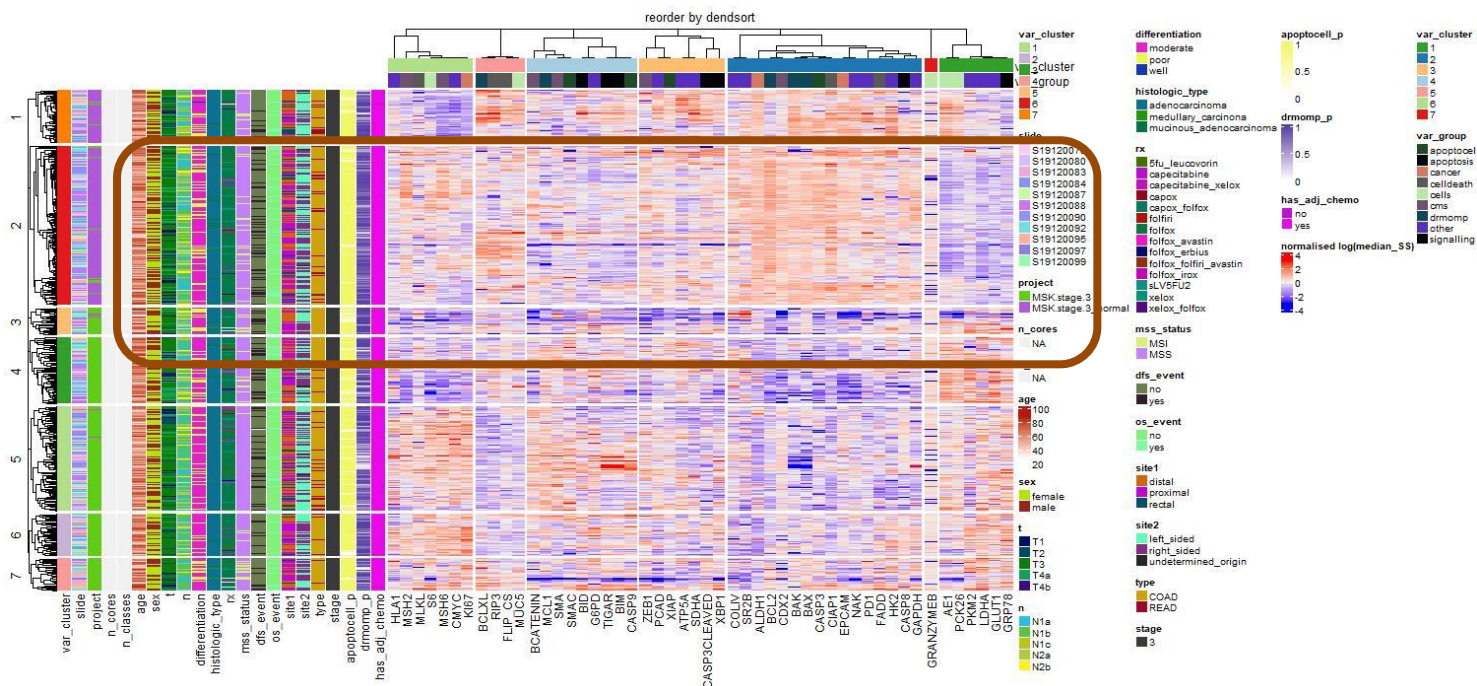 reorder by dendsort
var_cluster
group
1
2
3
4
5
6
7
var_cluster
slide
project
n_cores
n_classes
age
sex
t
n
differentiation
histologic_type
rx
mss_status
dfs_event
os_event
site1
site2
type
stage
apoptocell_p
drmomp_p
has_adj_chemo
HLA1
MSH2
MLKL
S6
MSH6
CMYC
KI67
BCLXL
RIP3
FLIP_CS
MUC5
BCATENIN
MCL1
SMA
SMAC
BID
G6PD
TIGAR
BIM
CASP9
ZEB1
PCAD
XIAP
ATP5A
SDHA
CASP3CLEAVED
XBP1
COLIV
SR2B
ALDH1
BCL2
CDX2
BAK
BAX
CASP3
CIAP1
EPCAM
NAK
PDL1
FADD
HK2
CASP8
GAPDH
GRANZYMEB
AE1
PCK26
PKM2
LDHA
GLUT1
GRP78
var_cluster
1
2
3
4
5
6
7
slide
S19120080
S19120083
S19120084
S19120087
S19120088
S19120090
S19120092
S19120095
S19120097
S19120099
project
MSK.stage.3
MSK.stage.3_normal
n_cores
NA
NA
age
100
80
60
40
20
sex
female
male
t
T1
T2
T3
T4a
T4b
n
N1a
N1b
N1c
N2a
N2b
differentiation
moderate
poor
well
histologic_type
adenocarcinoma
medullary_carcinoma
mucinous_adenocarcinoma
rx
5fu_leucovorin
capecitabine
capecitabine_xelox
capox
capox_folfox
folfiri
folfox
folfox_avastin
folfox_erbius
folfox_folfiri_avastin
folfox_irox
sLV5FU2
xelox
xelox_folfox
mss_status
MSI
MSS
dfs_event
no
yes
os_event
no
yes
site1
distal
proximal
rectal
site2
left_sided
right_sided
undetermined_origin
type
COAD
READ
stage
3
apoptocell_p
1
0.5
0
drmomp_p
1
0.5
0
has_adj_chemo
no
yes
normalised log(median_SS)
4
2
0
-2
-4
var_cluster
1
2
3
4
5
6
7
var_group
apoptocel
apoptosis
cancer
celldeath
cells
cms
drmomp
other
signalling